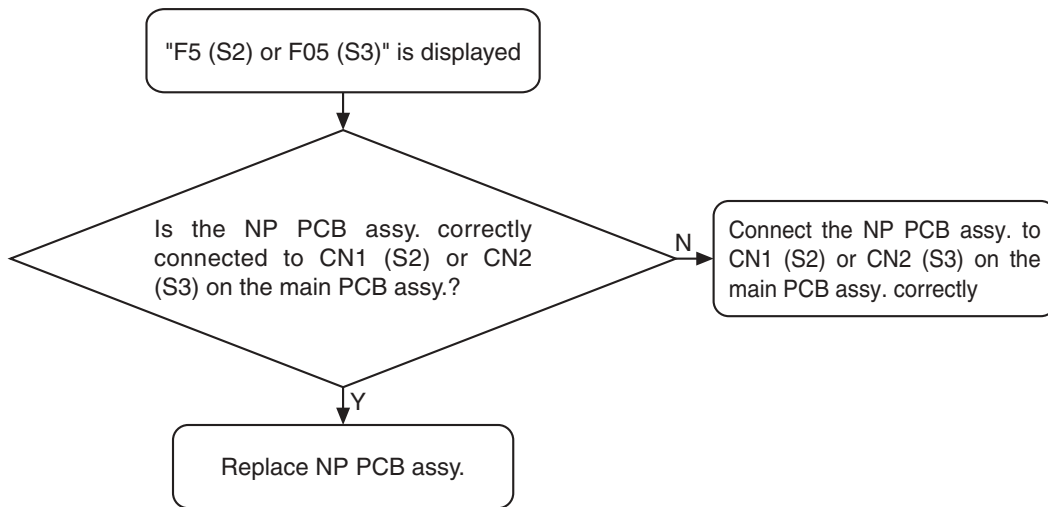 "F5 (S2) or F05 (S3)" is displayed
Is the NP PCB assy. correctly
connected to CN1 (S2) or CN2
(S3) on the main PCB assy.?
N
Connect the NP PCB assy. to
CN1 (S2) or CN2 (S3) on the
main PCB assy. correctly
Y
Replace NP PCB assy.